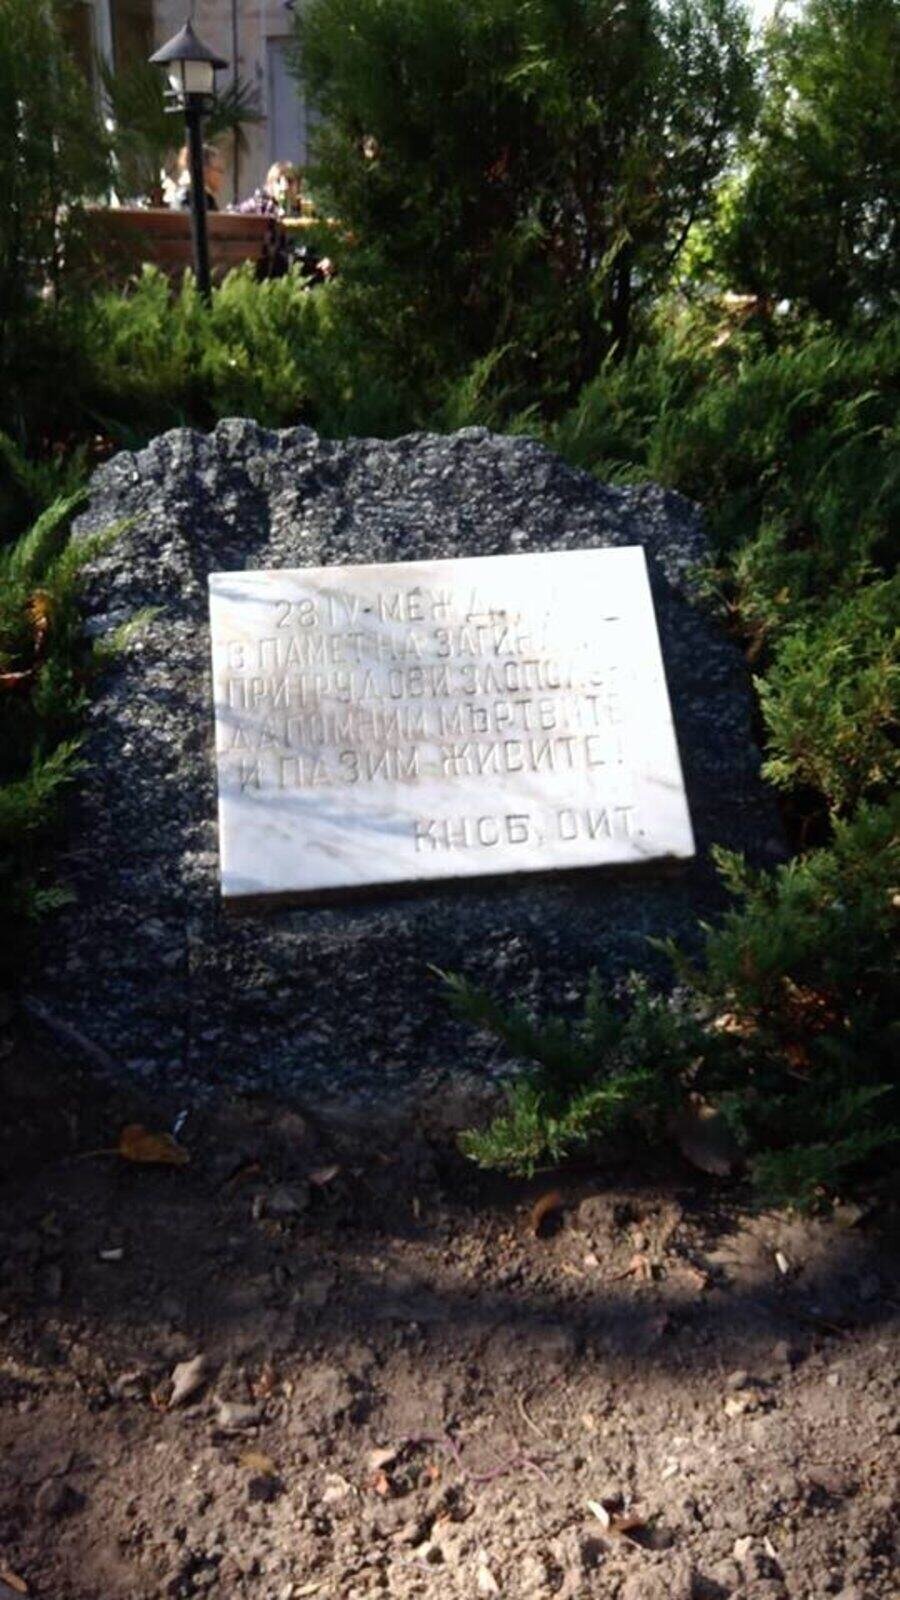 28 IV-
В ПАМЕТ НА
ПРИ ТРУДОВИ
ДА ПОМНИМ МЪРТВИТЕ
И ПАЗИМ ЖИВИТЕ!
КНСБ, ОИТ.